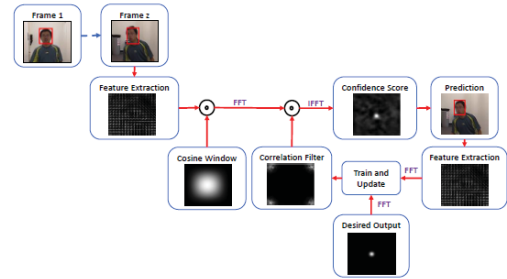 Frame 1
Frame z
Feature Extraction
FFT
IFFT
Confidence Score
Prediction
Cosine Window
Correlation Filter
Train and
Update
FFT
Feature Extraction
FFT
Desired Output